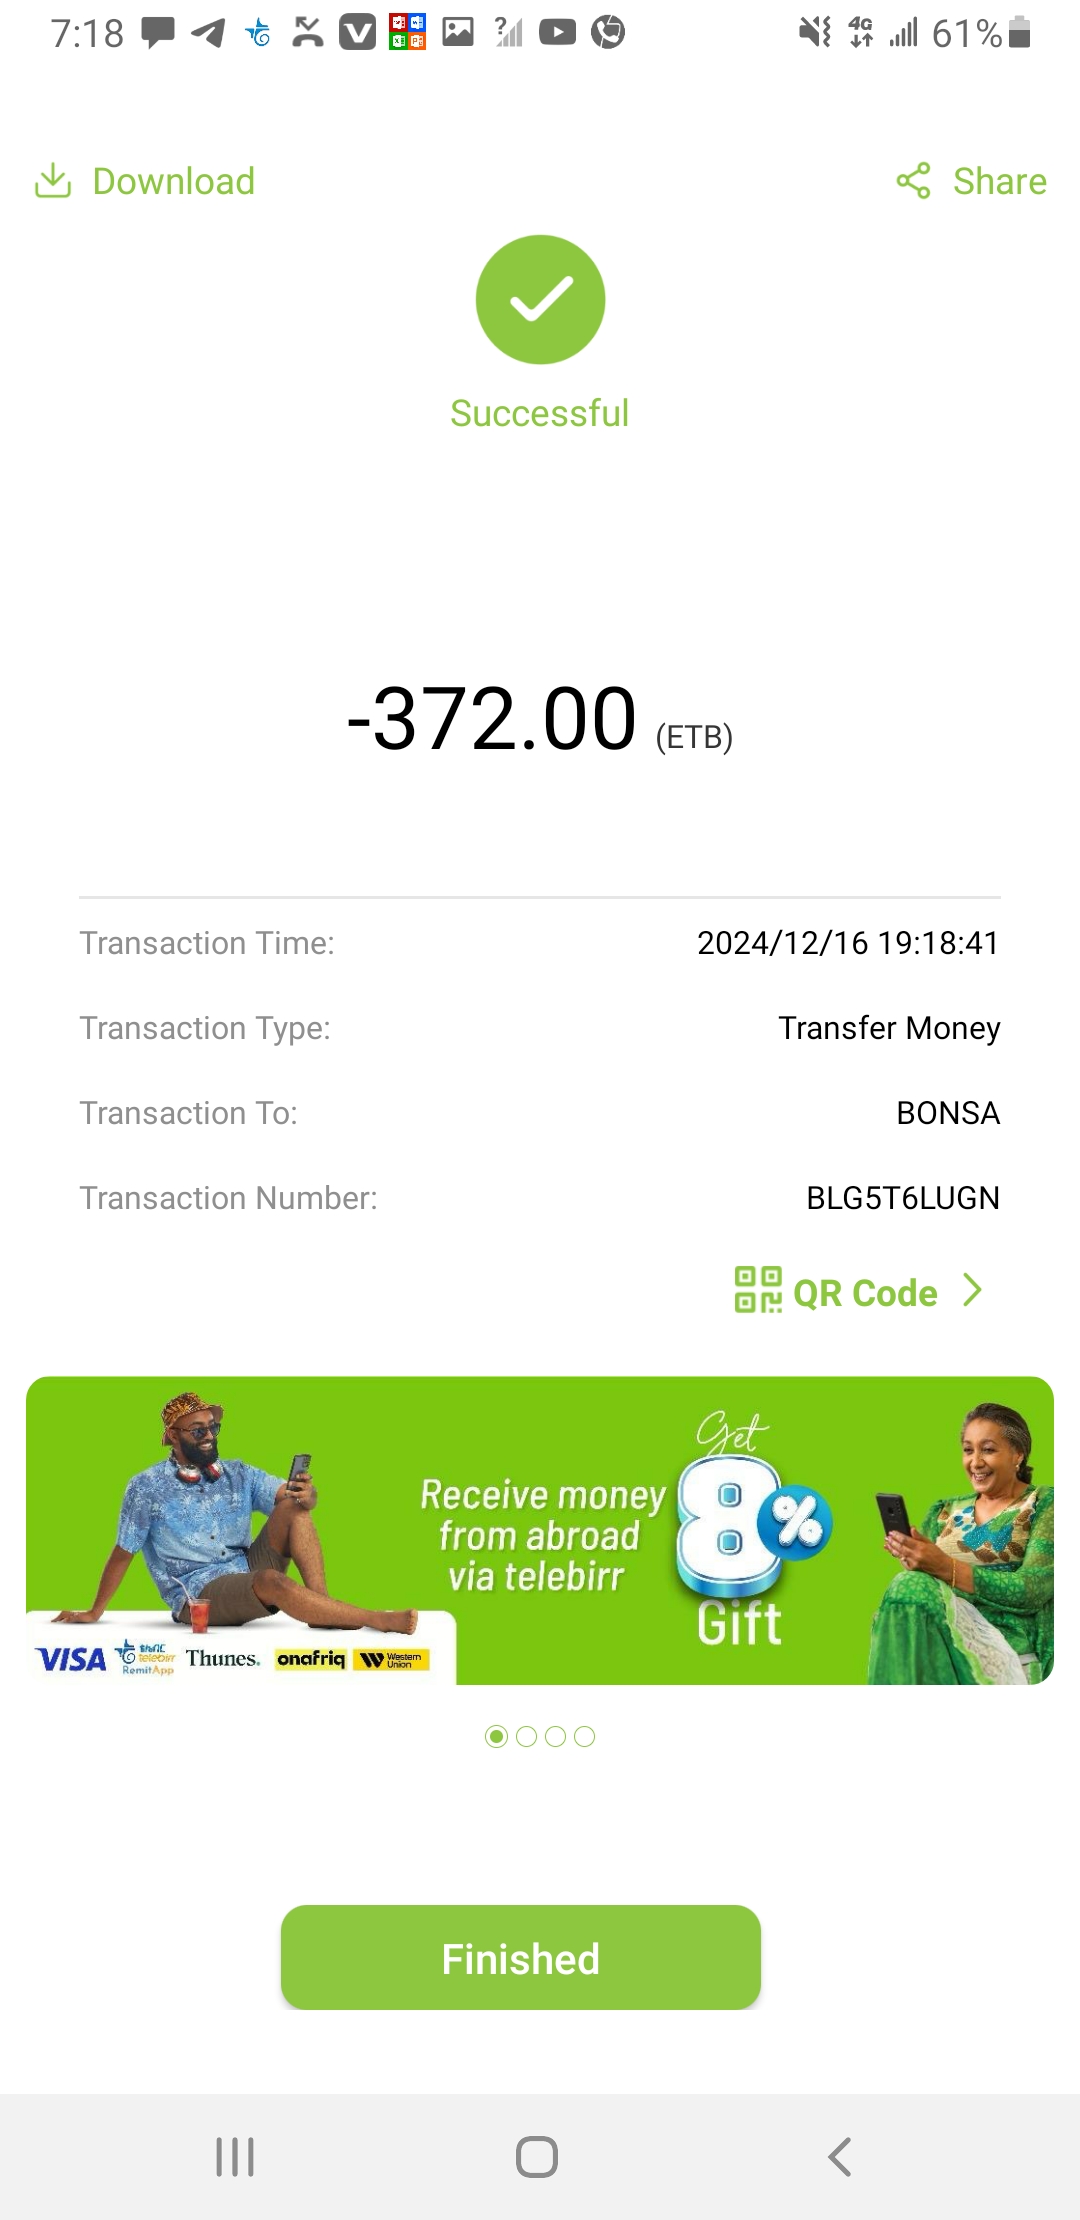 7:18
4G
61%
Download
Share
Successful
-372.00 (ETB)
Transaction Time: 2024/12/16 19:18:41
Transaction Type: Transfer Money
Transaction To: BONSA
Transaction Number: BLG5T6LUGN
QR Code
Receive money
from abroad
via telebirr
Get
8%
Gift
VISA
ቴሌብር
telebirr
RemitApp
Thunes.
onafriq
Western
Union
Finished